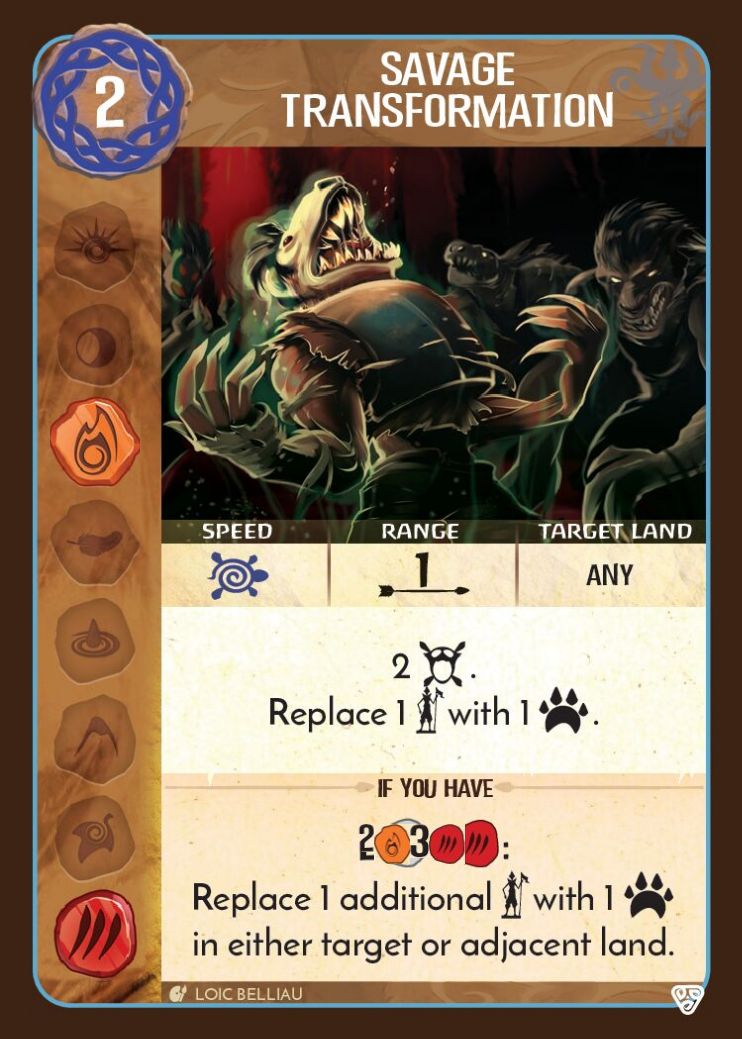 2
SAVAGE
TRANSFORMATION
SPEED RANGE TARGET LAND
1 ANY
2 .
Replace 1 with 1 .
IF YOU HAVE
2 3 :
Replace 1 additional with 1
in either target or adjacent land.
LOIC BELLIAU